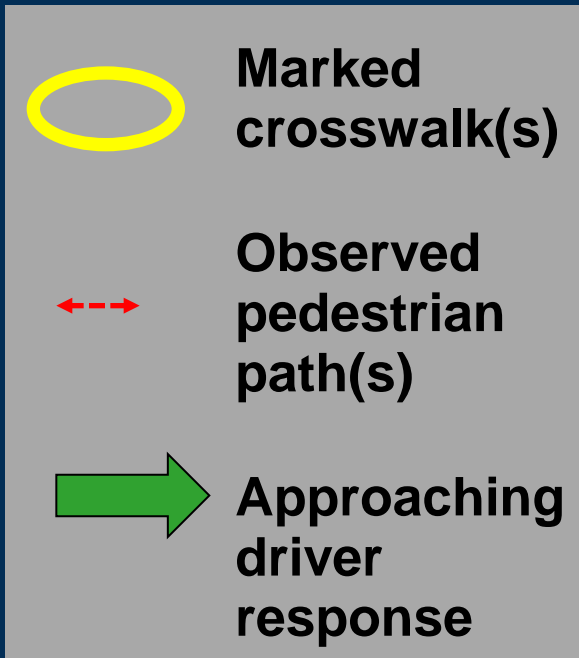 Marked
crosswalk(s)
Observed
pedestrian
path(s)
Approaching
driver
response